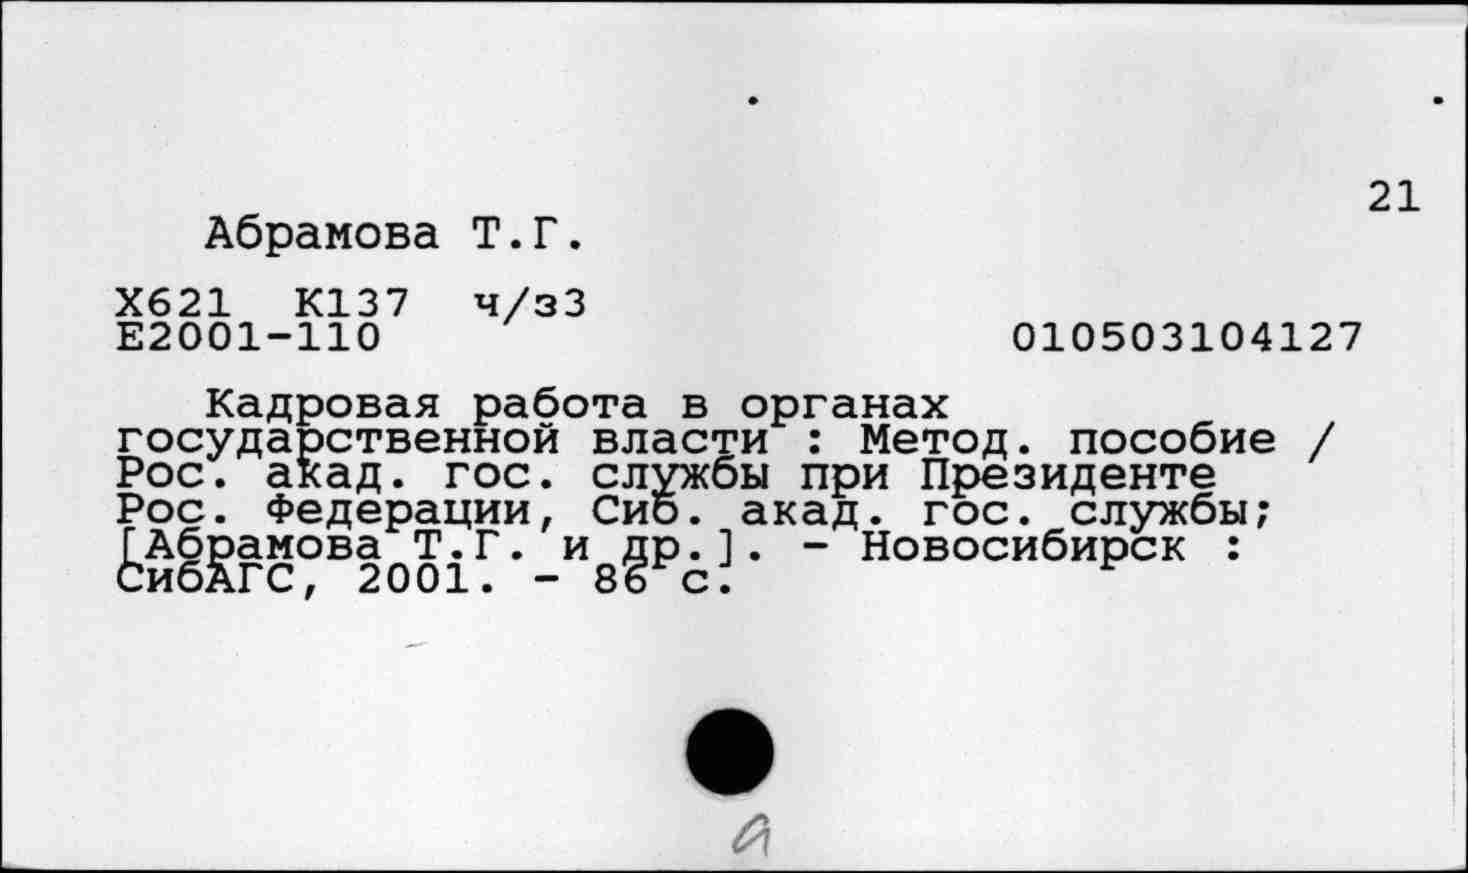 21
Абрамова Т.Г.
Х621 К137 ч/з3
Е2001-110 010503104127
Кадровая работа в органах
государственной власти : Метод. пособие /
Рос. акад. гос. службы при Президенте
Рос. Федерации, Сиб. акад. гос. службы;
[Абрамова Т.Г. и др.]. - Новосибирск :
СибАГС, 2001. - 86 с.